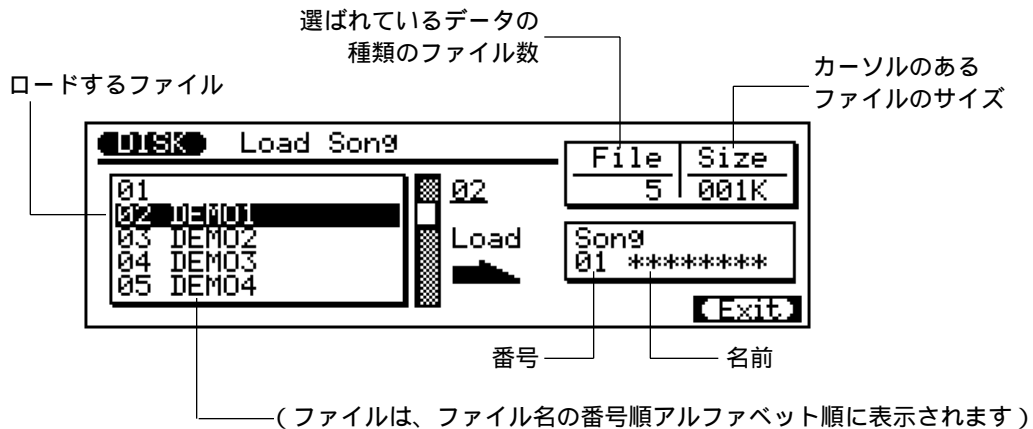 選ばれているデータの
種類のファイル数
カーソルのある
ファイルのサイズ
ロードするファイル
DISK Load Song
File Size
5 001K
01
02 DEMO1
03 DEMO2
04 DEMO3
05 DEMO4
02
Load
Song
01 ********
Exit
番号
名前
(ファイルは、ファイル名の番号順アルファベット順に表示されます)